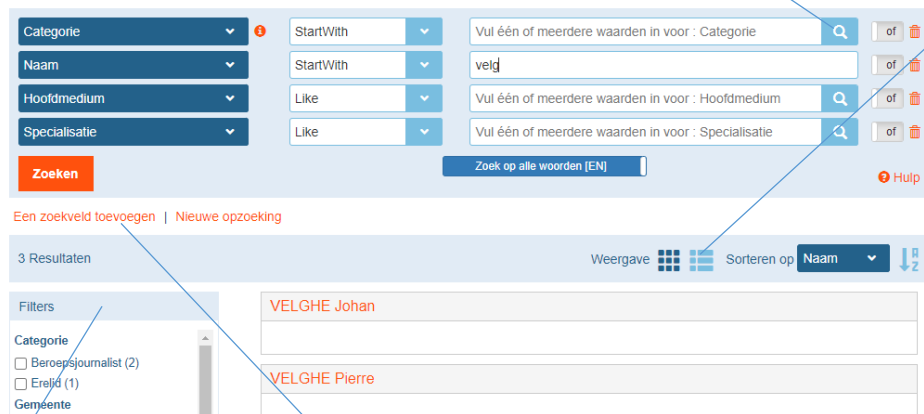 Categorie StartWith Vul één of meerdere waarden in voor : Categorie of
Naam StartWith velg of
Hoofdmedium Like Vul één of meerdere waarden in voor : Hoofdmedium of
Specialisatie Like Vul één of meerdere waarden in voor : Specialisatie of
Zoeken Zoek op alle woorden [EN] Hulp
Een zoekveld toevoegen | Nieuwe opzoeking
3 Resultaten Weergave Sorteren op Naam
Filters
VELGHE Johan
Categorie
Beroepsjournalist (2)
Erelid (1)
Gemeente
VELGHE Pierre